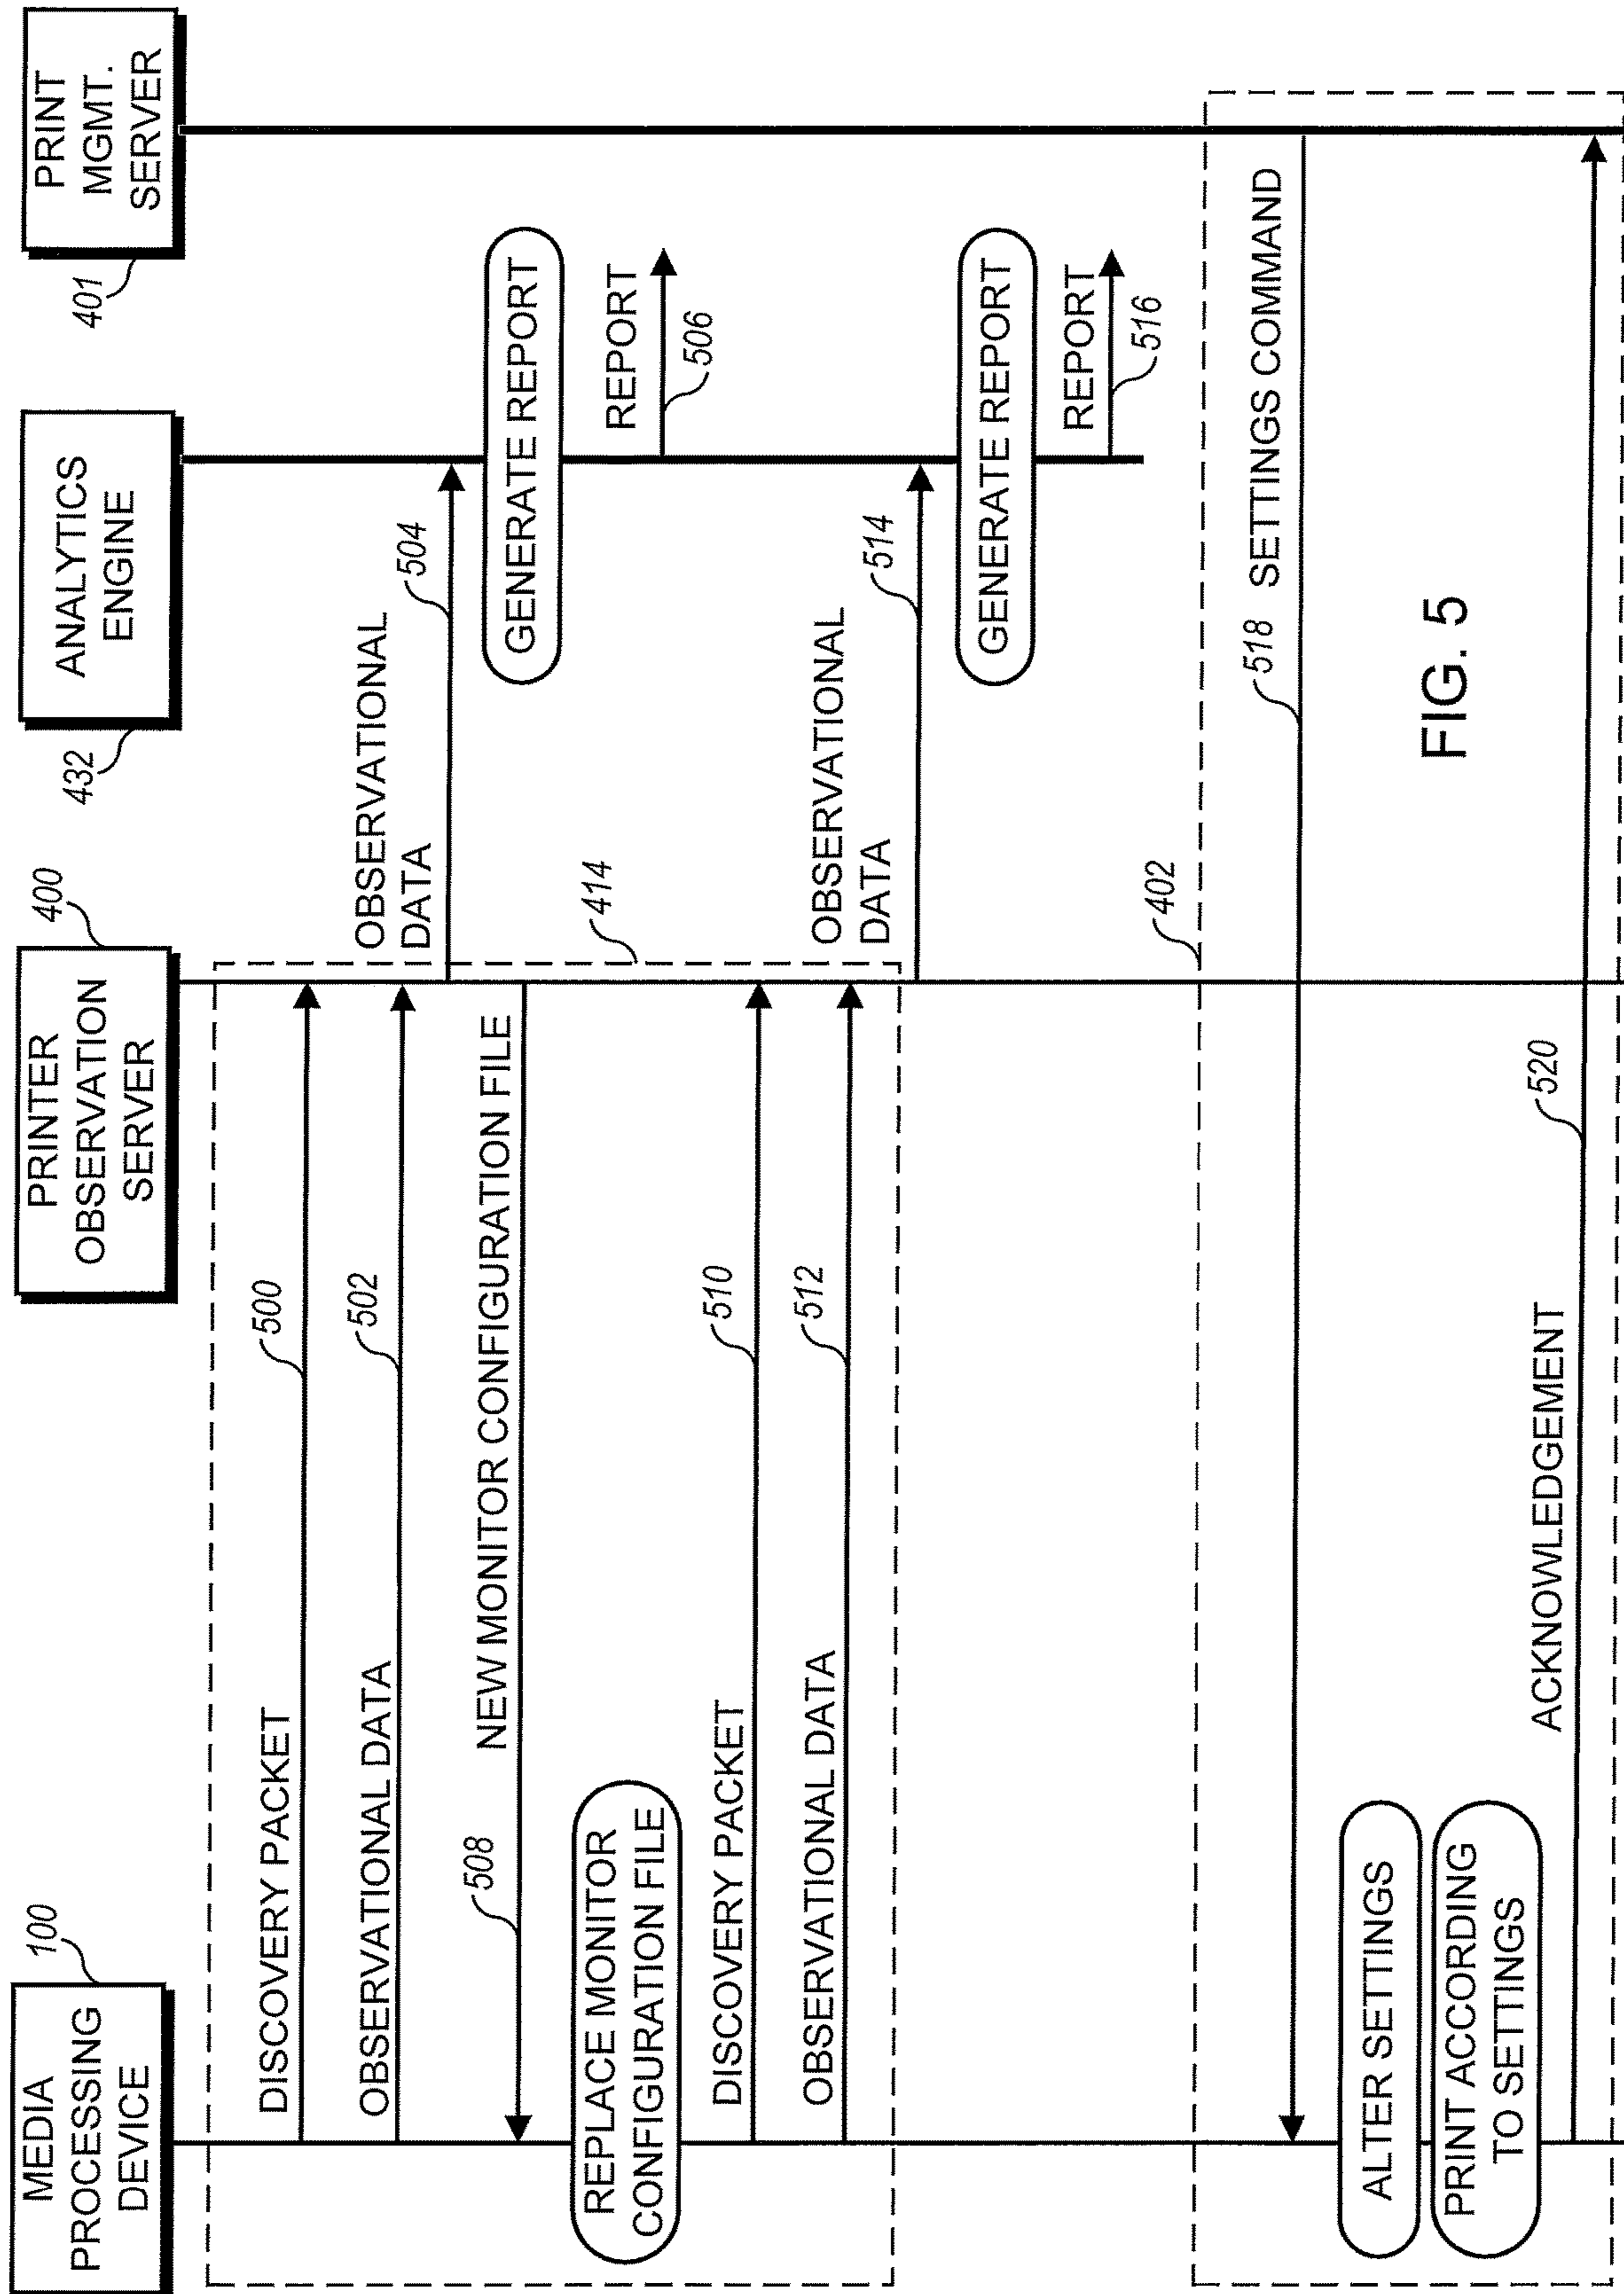 MEDIA
PROCESSING
DEVICE
100
PRINTER
OBSERVATION
SERVER
400
ANALYTICS
ENGINE
432
PRINT
MGMT.
SERVER
401
DISCOVERY PACKET
500
OBSERVATIONAL DATA
502
OBSERVATIONAL
DATA
504
GENERATE REPORT
508
NEW MONITOR CONFIGURATION FILE
REPLACE MONITOR
CONFIGURATION FILE
414
REPORT
506
DISCOVERY PACKET
510
OBSERVATIONAL DATA
512
OBSERVATIONAL
DATA
514
GENERATE REPORT
REPORT
516
402
518
SETTINGS COMMAND
ALTER SETTINGS
PRINT ACCORDING
TO SETTINGS
ACKNOWLEDGEMENT
520
FIG. 5